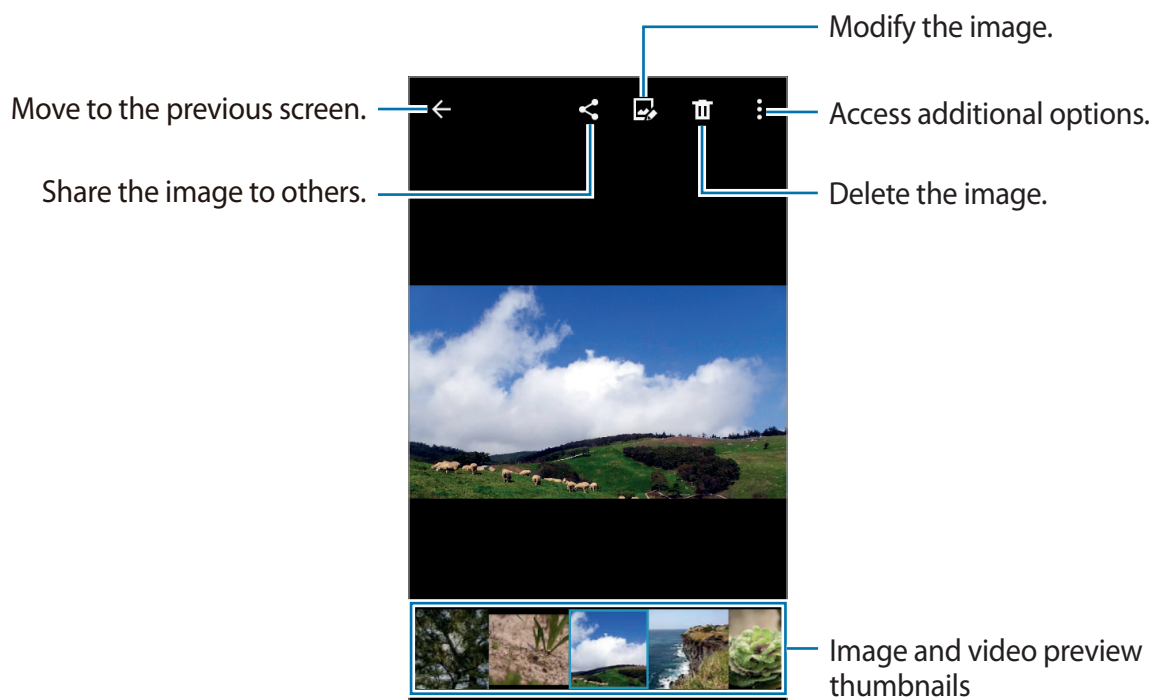 Modify the image.
Move to the previous screen.
Access additional options.
Share the image to others.
Delete the image.
Image and video preview
thumbnails